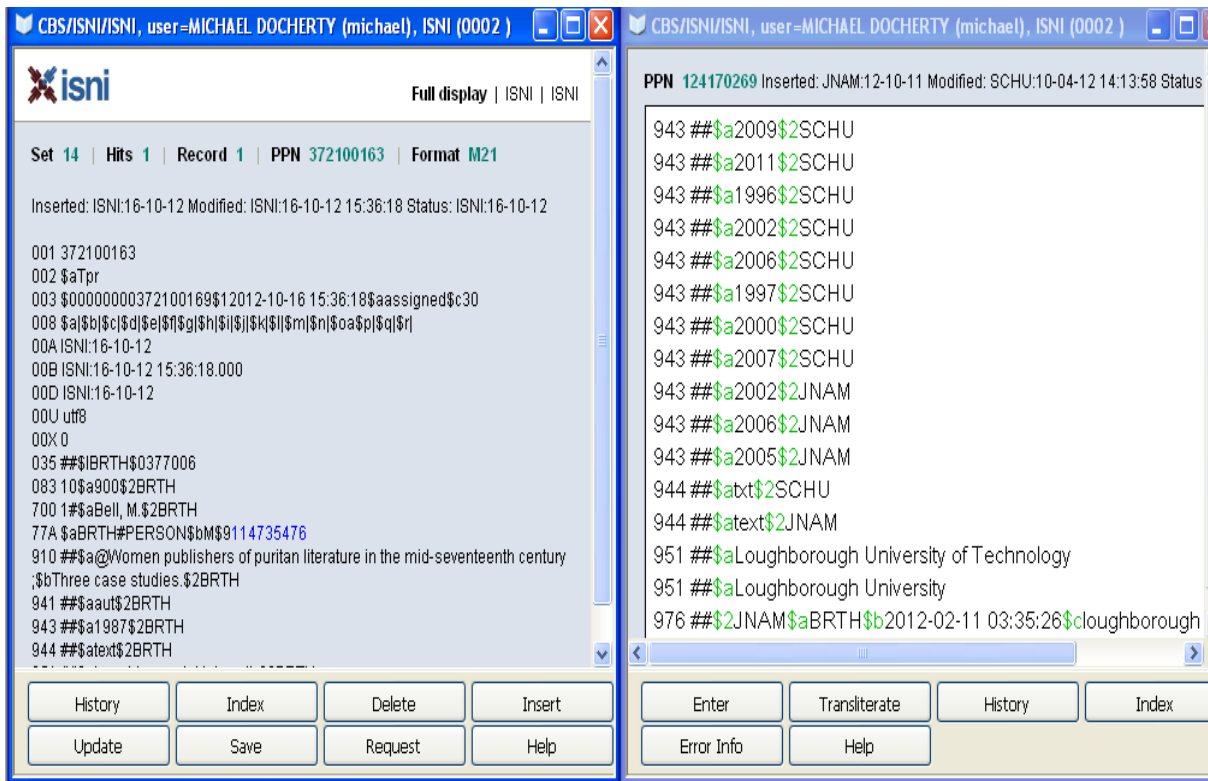 CBS/ISNI/ISNI, user=MICHAEL DOCHERTY (michael), ISNI (0002 )
isni
Full display | ISNI | ISNI
Set 14 | Hits 1 | Record 1 | PPN 372100163 | Format M21
Inserted: ISNI:16-10-12 Modified: ISNI:16-10-12 15:36:18 Status: ISNI:16-10-12
001 372100163
002 $aTpr
003 $00000000372100169$12012-10-16 15:36:18$aassigned$c30
008 $a|$b|$c|$d|$e|$f|$g|$h|$i|$j|$k|$l|$m|$n|$oa$p|$q|$r|
00A ISNI:16-10-12
00B ISNI:16-10-12 15:36:18.000
00D ISNI:16-10-12
00U utf8
00X 0
035 ##$IBRTH$0377006
083 10$a900$2BRTH
700 1#$aBell, M.$2BRTH
77A $aBRTH#PERSON$bM$9114735476
910 ##$a@Women publishers of puritan literature in the mid-seventeenth century
;$bThree case studies.$2BRTH
941 ##$aaut$2BRTH
943 ##$a1987$2BRTH
944 ##$atext$2BRTH
History Index Delete Insert
Update Save Request Help
CBS/ISNI/ISNI, user=MICHAEL DOCHERTY (michael), ISNI (0002 )
PPN 124170269 Inserted: JNAM:12-10-11 Modified: SCHU:10-04-12 14:13:58 Status
943 ##$a2009$2SCHU
943 ##$a2011$2SCHU
943 ##$a1996$2SCHU
943 ##$a2002$2SCHU
943 ##$a2006$2SCHU
943 ##$a1997$2SCHU
943 ##$a2000$2SCHU
943 ##$a2007$2SCHU
943 ##$a2002$2JNAM
943 ##$a2006$2JNAM
943 ##$a2005$2JNAM
944 ##$atxt$2SCHU
944 ##$atext$2JNAM
951 ##$aLoughborough University of Technology
951 ##$aLoughborough University
976 ##$2JNAM$aBRTH$b2012-02-11 03:35:26$cloughborough
Enter Transliterate History Index
Error Info Help